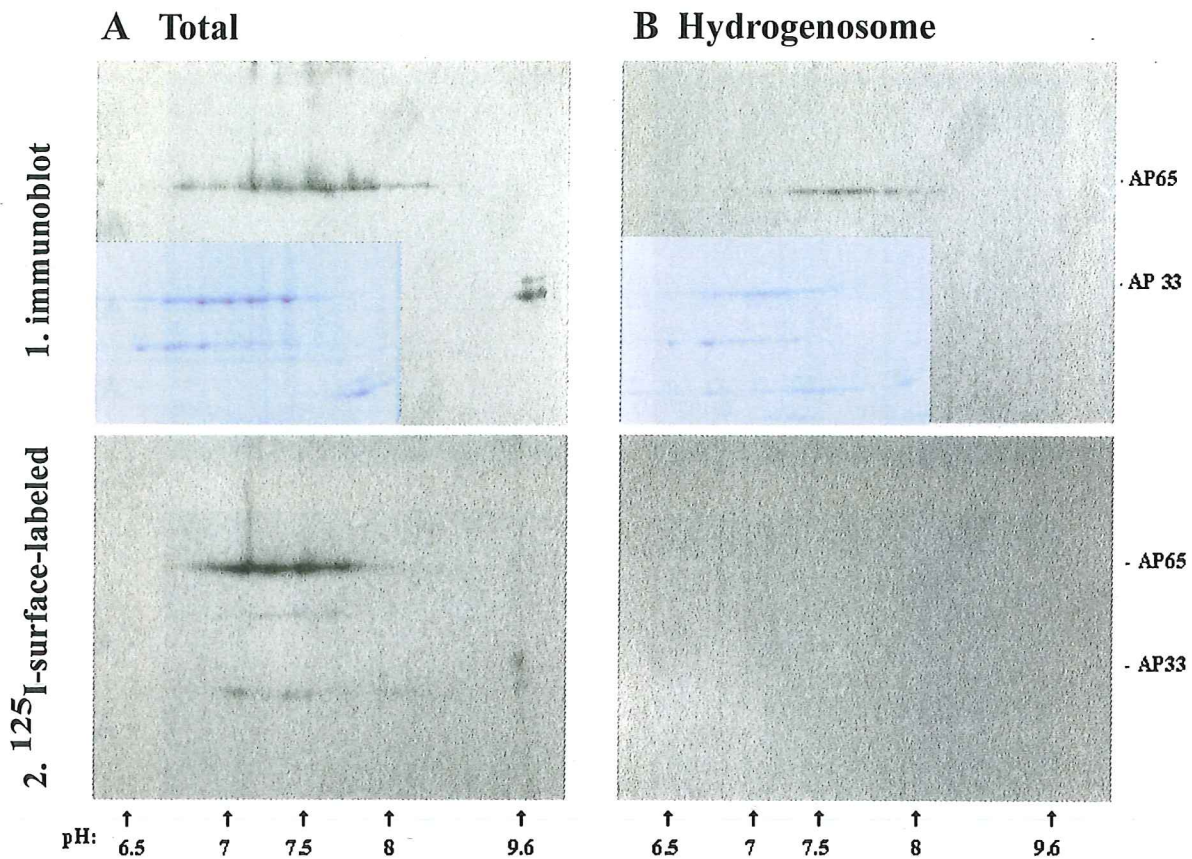 A Total
B Hydrogenosome
1. immunoblot
AP65
AP 33
2. 125I-surface-labeled
- AP65
- AP33
pH: 6.5 7 7.5 8 9.6 6.5 7 7.5 8 9.6